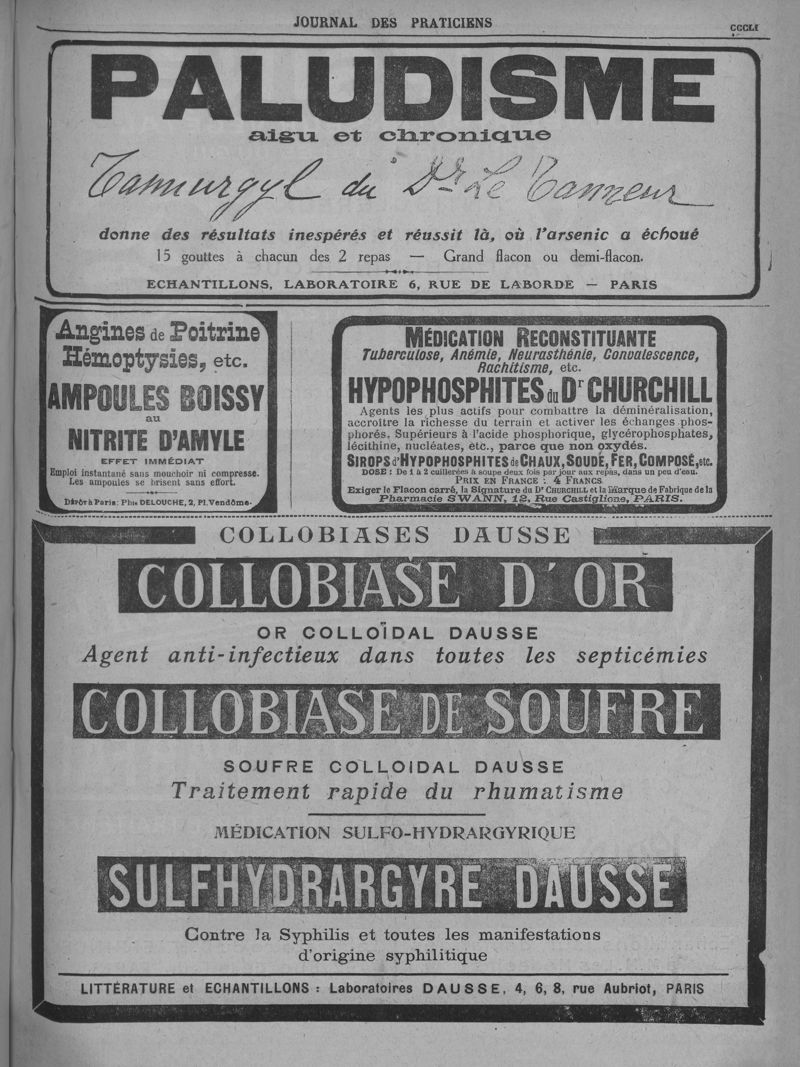 JOURNAL DES PRATICIENS
CCCLI
PALUDISME
aigu et chronique
Tannurgyl du Dr Le Tanneur
donne des résultats inespérés et réussit là, où l'arsenic a échoué
15 gouttes à chacun des 2 repas — Grand flacon ou demi-flacon.
ECHANTILLONS, LABORATOIRE 6, RUE DE LABORDE — PARIS
Angines de Poitrine
Hémoptysies, etc.
AMPOULES BOISSY
au
NITRITE D'AMYLE
EFFET IMMÉDIAT
Emploi instantané sans mouchoir ni compresse.
Les ampoules se brisent sans effort.
Dépôt à Paris: Phie DELOUCHE, 2, Pl. Vendôme.
MÉDICATION RECONSTITUANTE
Tuberculose, Anémie, Neurasthénie, Convalescence,
Rachitisme, etc.
HYPOPHOSPHITES du Dr CHURCHILL
Agents les plus actifs pour combattre la déminéralisation,
accroître la richesse du terrain et activer les échanges phos-
phorés. Supérieurs à l'acide phosphorique, glycérophosphates,
lécithine, nucléates, etc., parce que non oxydés.
SIROPS d'HYPOPHOSPHITES de CHAUX, SOUDE, FER, COMPOSÉ, etc.
DOSE: De 1 à 2 cuillerées à soupe deux fois par jour aux repas, dans un peu d'eau.
PRIX EN FRANCE : 4 FRANCS
Exiger le Flacon carré, la Signature du Dr CHURCHILL et la Marque de Fabrique de la
Pharmacie SWANN, 12, Rue Castiglione, PARIS.
COLLOBIASES DAUSSE
COLLOBIASE D'OR
OR COLLOÏDAL DAUSSE
Agent anti-infectieux dans toutes les septicémies
COLLOBIASE DE SOUFRE
SOUFRE COLLOIDAL DAUSSE
Traitement rapide du rhumatisme
MÉDICATION SULFO-HYDRARGYRIQUE
SULFHYDRARGYRE DAUSSE
Contre la Syphilis et toutes les manifestations
d'origine syphilitique
LITTÉRATURE et ECHANTILLONS : Laboratoires DAUSSE, 4, 6, 8, rue Aubriot, PARIS